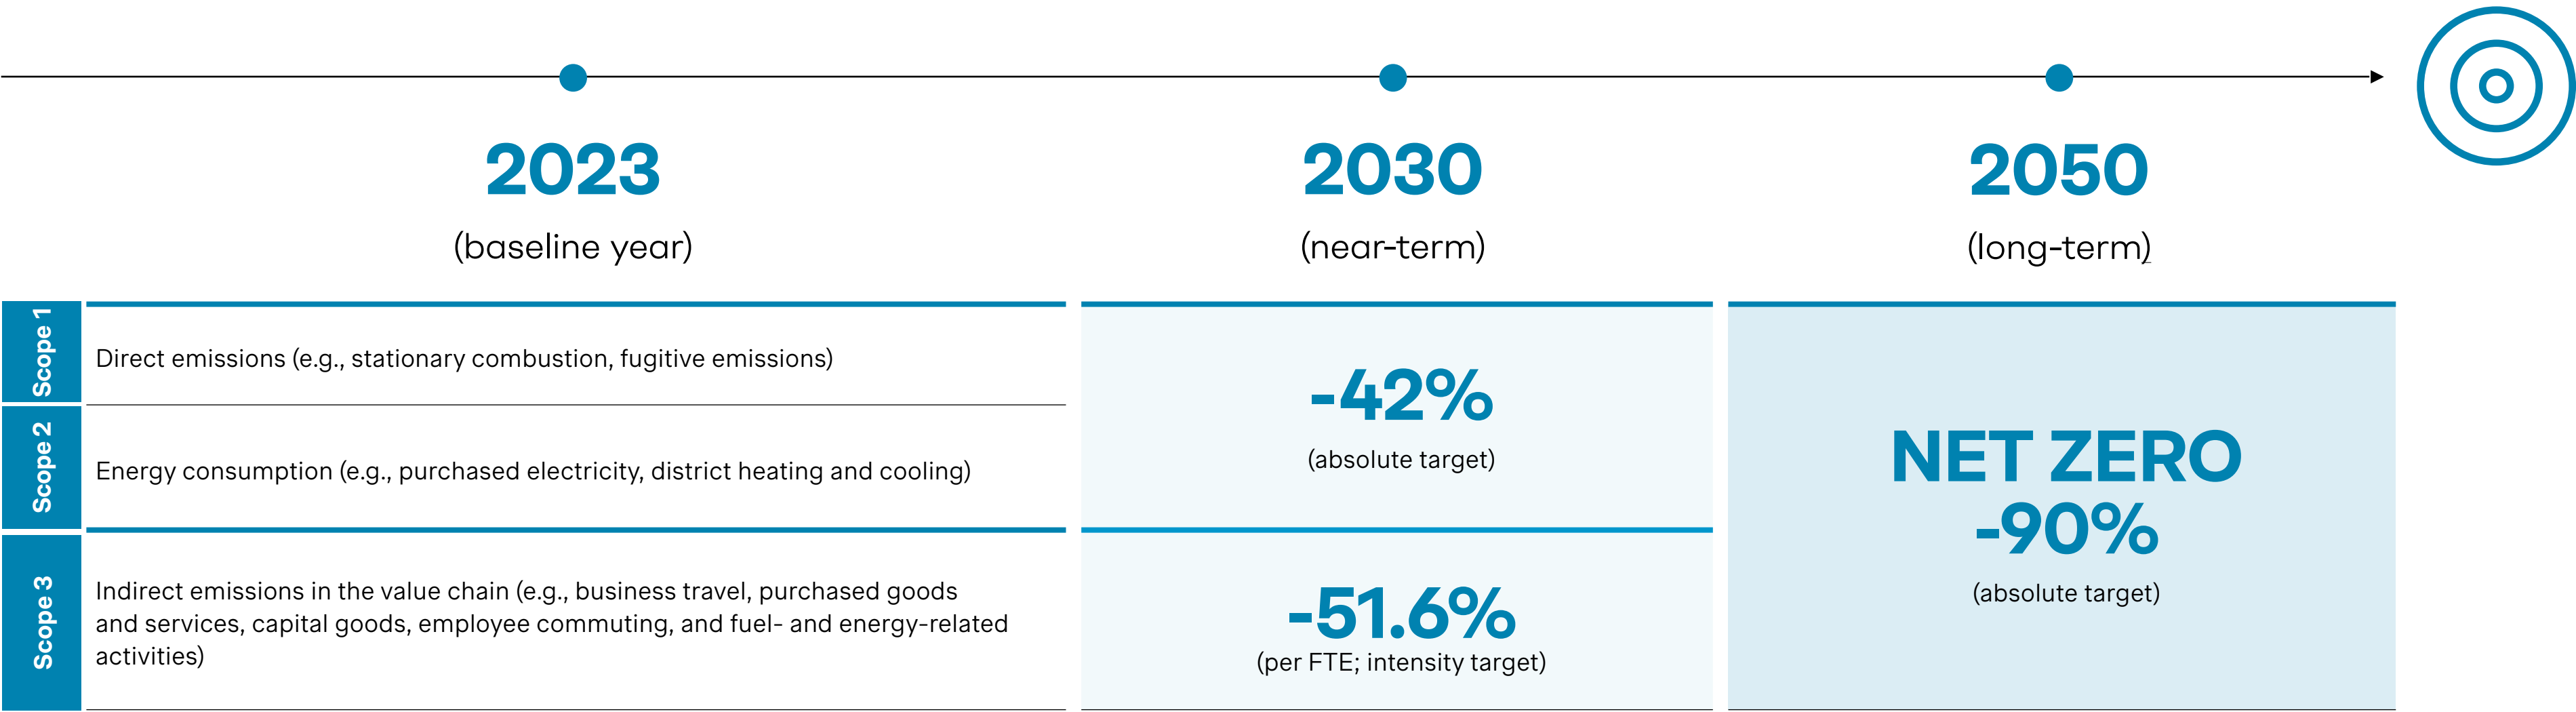 2023
2030
2050
(baseline year)
(near-term)
(long-term)
Scope 1
Direct emissions (e.g., stationary combustion, fugitive emissions)
-42%
(absolute target)
Scope 2
Energy consumption (e.g., purchased electricity, district heating and cooling)
NET ZERO
-90%
(absolute target)
Scope 3
Indirect emissions in the value chain (e.g., business travel, purchased goods
and services, capital goods, employee commuting, and fuel- and energy-related
activities)
-51.6%
(per FTE; intensity target)